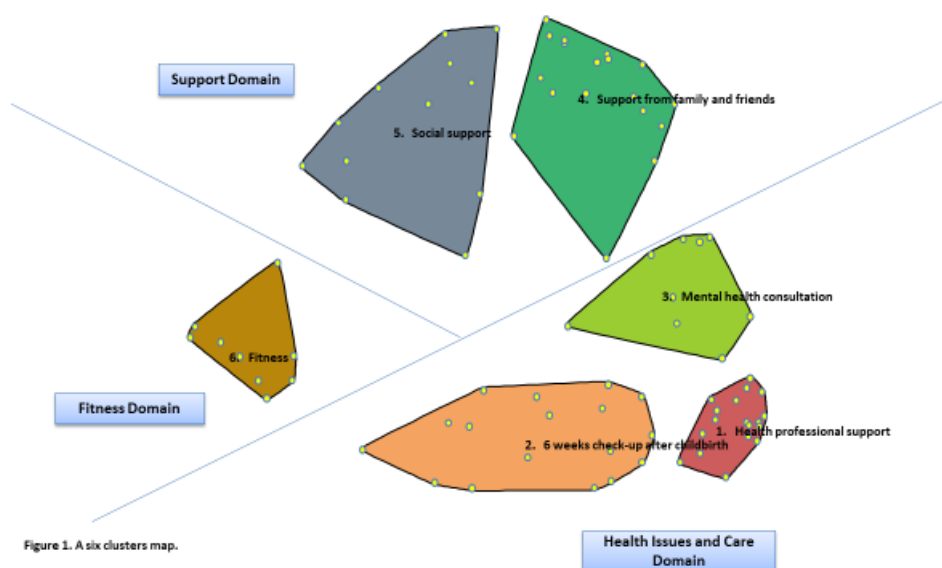 Support Domain
4. Support from family and friends
5. Social support
3. Mental health consultation
6. Fitness
Fitness Domain
1. Health professional support
2. 6 weeks check-up after childbirth
Figure 1. A six clusters map.
Health Issues and Care
Domain